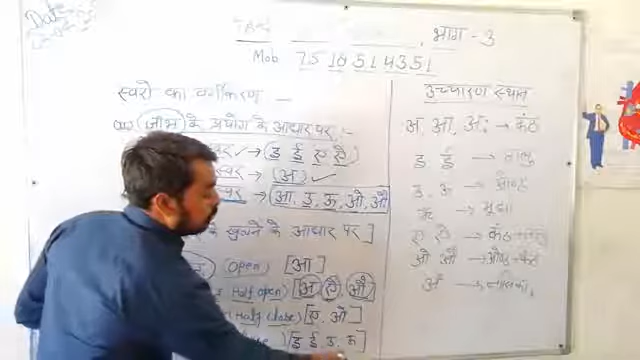 Date
भाग - 3
Mob 7510514351
स्वरो का वर्गीकरण _
(जीभ) के प्रयोग के आधार पर :-
स्वर → (इ ई ए ऐ)
स्वर → (अ) ✓
स्वर → [आ, उ, ऊ, ओ, औ]
के खुलने के आधार पर ]
(Open) [आ]
Half open) [अ ऐ, औ]
Half close) [ए, ओ]
[इ ई उ ऊ]
उच्चारण स्थान
अ, आ, अः → कंठ
इ ई → तालु
उ ऊ → ओष्ठ
ऋ → मूर्धा
ए ऐ → कंठ
ओ औ → ओष्ठ+कंठ
अं → नासिका